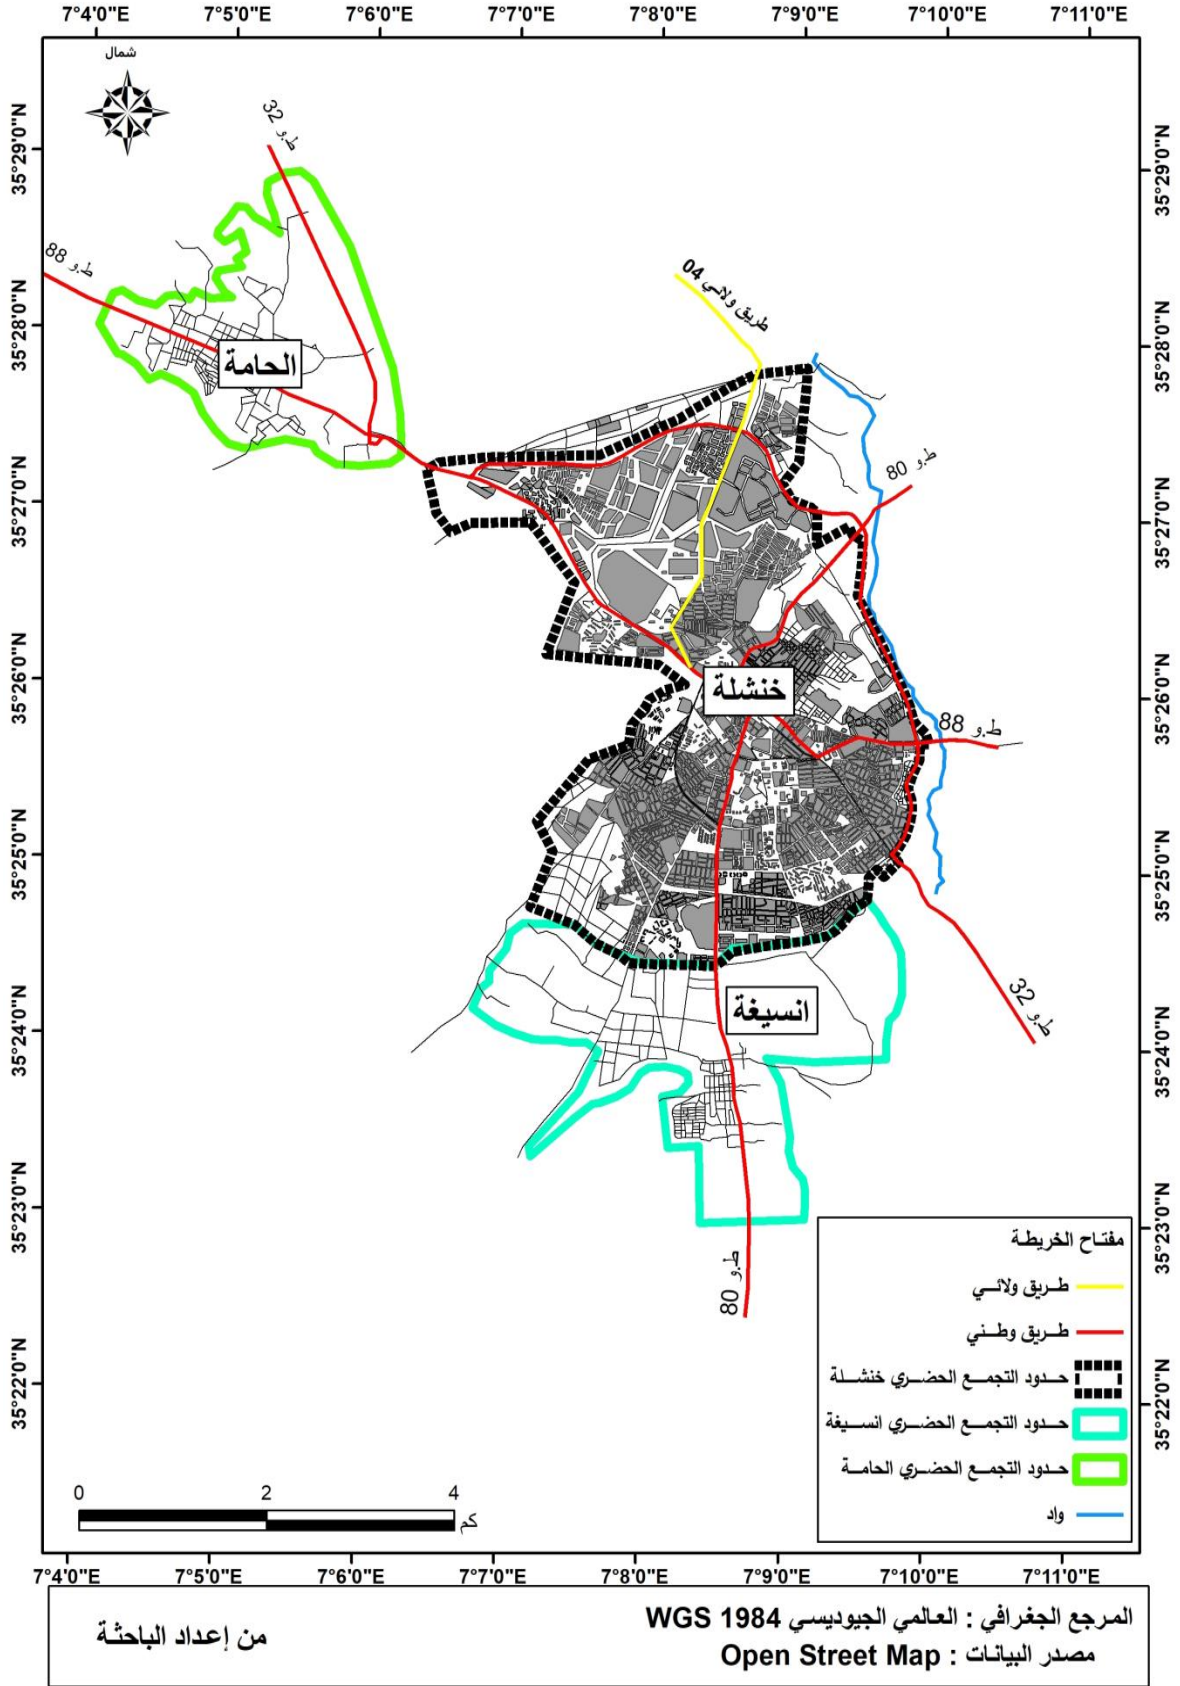 7°4'0"E
7°5'0"E
7°6'0"E
7°7'0"E
7°8'0"E
7°9'0"E
7°10'0"E
7°11'0"E
شمال
35°29'0"N
35°28'0"N
35°27'0"N
35°26'0"N
35°25'0"N
35°24'0"N
35°23'0"N
35°22'0"N
35°29'0"N
35°28'0"N
35°27'0"N
35°26'0"N
35°25'0"N
35°24'0"N
35°23'0"N
35°22'0"N
ط.و 32
ط.و 88
طريق ولائي 04
الحامة
ط.و 80
خنشلة
ط.و 88
انسيغة
ط.و 32
ط.و 80
مفتاح الخريطة
طريق ولائي
طريق وطني
حدود التجمع الحضري خنشلة
حدود التجمع الحضري انسيغة
حدود التجمع الحضري الحامة
واد
0 2 4
كم
7°4'0"E
7°5'0"E
7°6'0"E
7°7'0"E
7°8'0"E
7°9'0"E
7°10'0"E
7°11'0"E
المرجع الجغرافي : العالمي الجيوديسي WGS 1984
مصدر البيانات : Open Street Map
من إعداد الباحثة